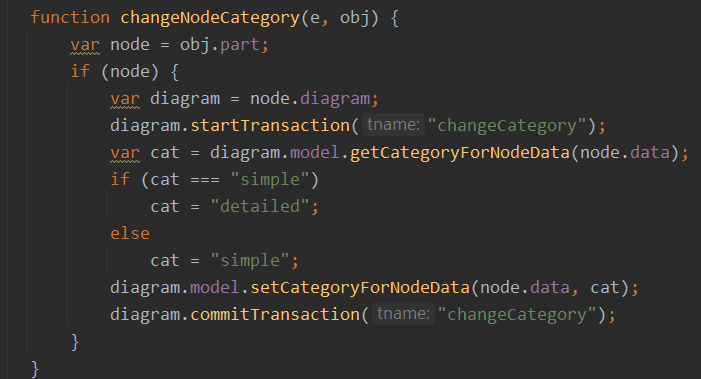 function changeNodeCategory(e, obj) {
    var node = obj.part;
    if (node) {
        var diagram = node.diagram;
        diagram.startTransaction( tname: "changeCategory");
        var cat = diagram.model.getCategoryForNodeData(node.data);
        if (cat === "simple")
            cat = "detailed";
        else
            cat = "simple";
        diagram.model.setCategoryForNodeData(node.data, cat);
        diagram.commitTransaction( tname: "changeCategory");
    }
}